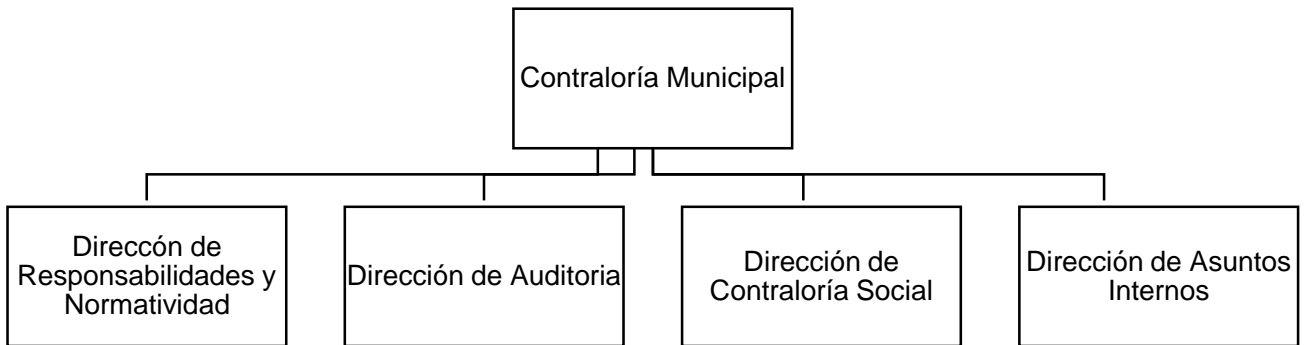 Contraloría Municipal
Direccón de
Responsabilidades y
Normatividad
Dirección de Auditoria
Dirección de
Contraloría Social
Dirección de Asuntos
Internos